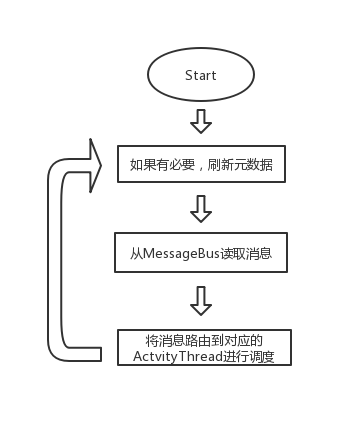 Start
如果有必要，刷新元数据
从MessageBus读取消息
将消息路由到对应的
ActvityThread进行调度